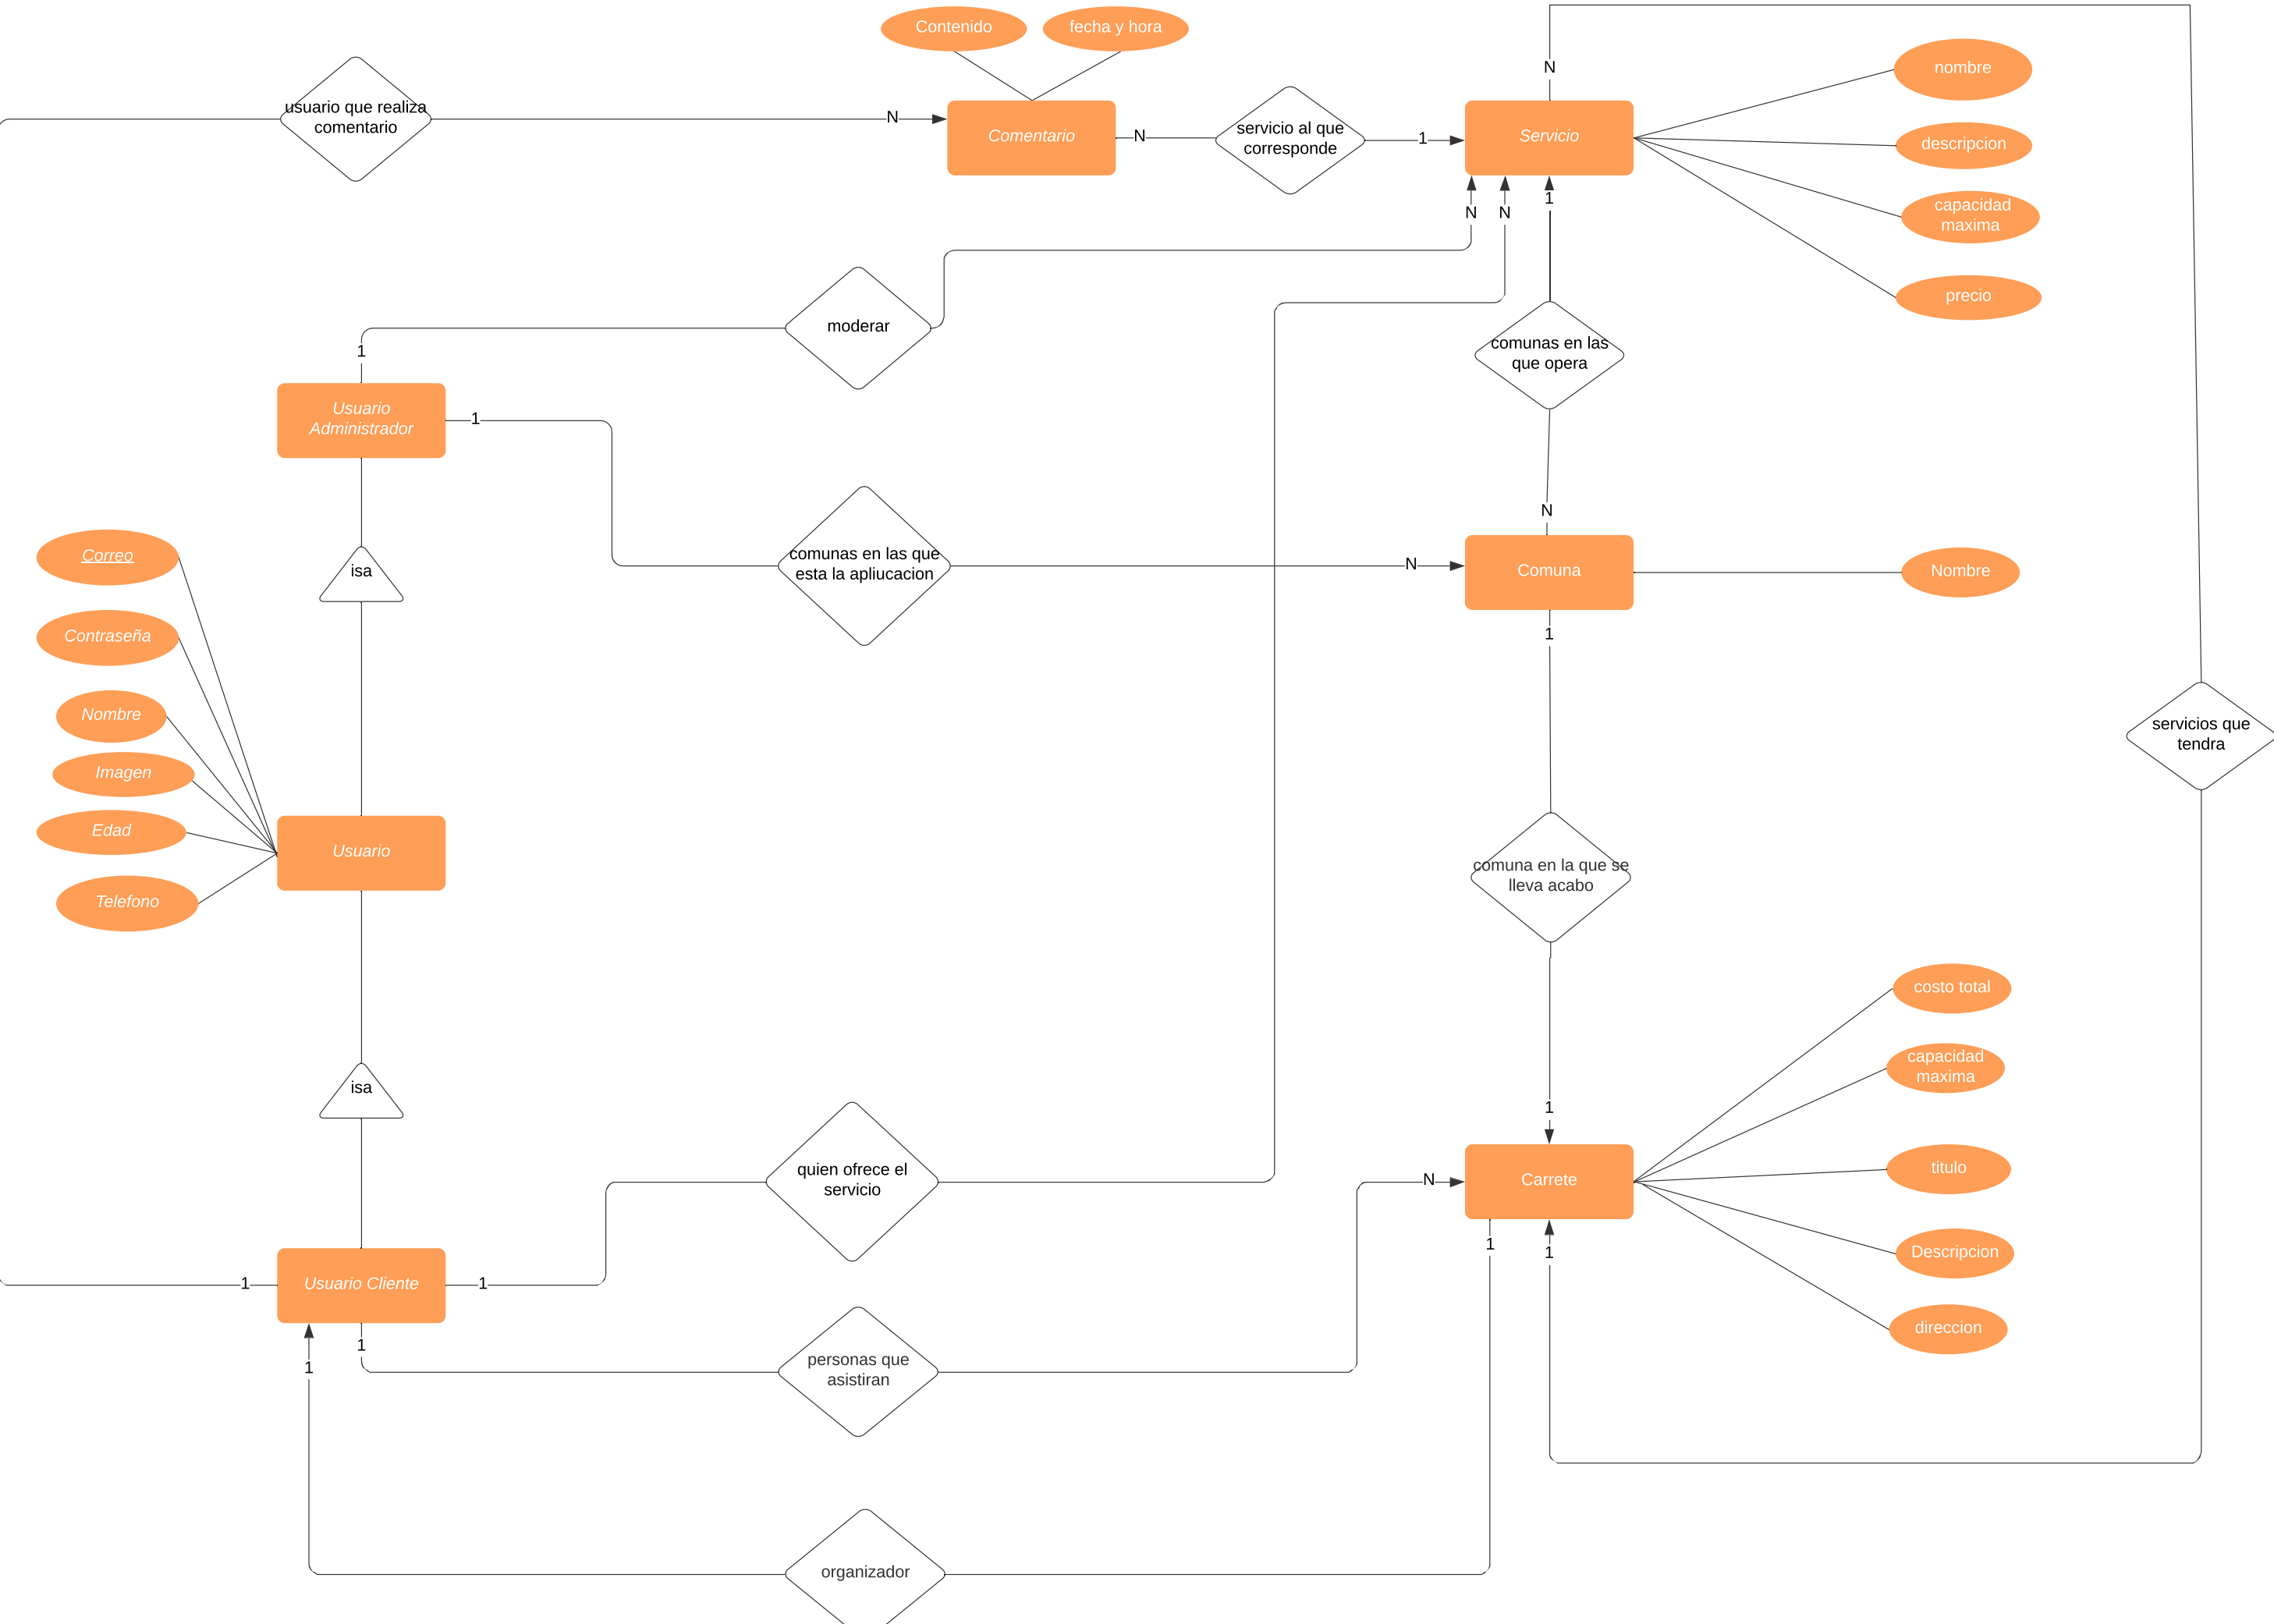 Contenido
fecha y hora
N
nombre
usuario que realiza
comentario
N
Comentario
N
servicio al que
corresponde
1
Servicio
descripcion
1
N
N
capacidad
maxima
precio
moderar
1
comunas en las
que opera
Usuario
Administrador
1
N
Correo
isa
comunas en las que
esta la apliucacion
N
Comuna
Nombre
Contraseña
1
Nombre
servicios que
tendra
Imagen
Edad
Usuario
comuna en la que se
lleva acabo
Telefono
costo total
isa
capacidad
maxima
1
quien ofrece el
servicio
N
Carrete
titulo
1
1
Descripcion
1
Usuario Cliente
1
direccion
1
1
personas que
asistiran
organizador